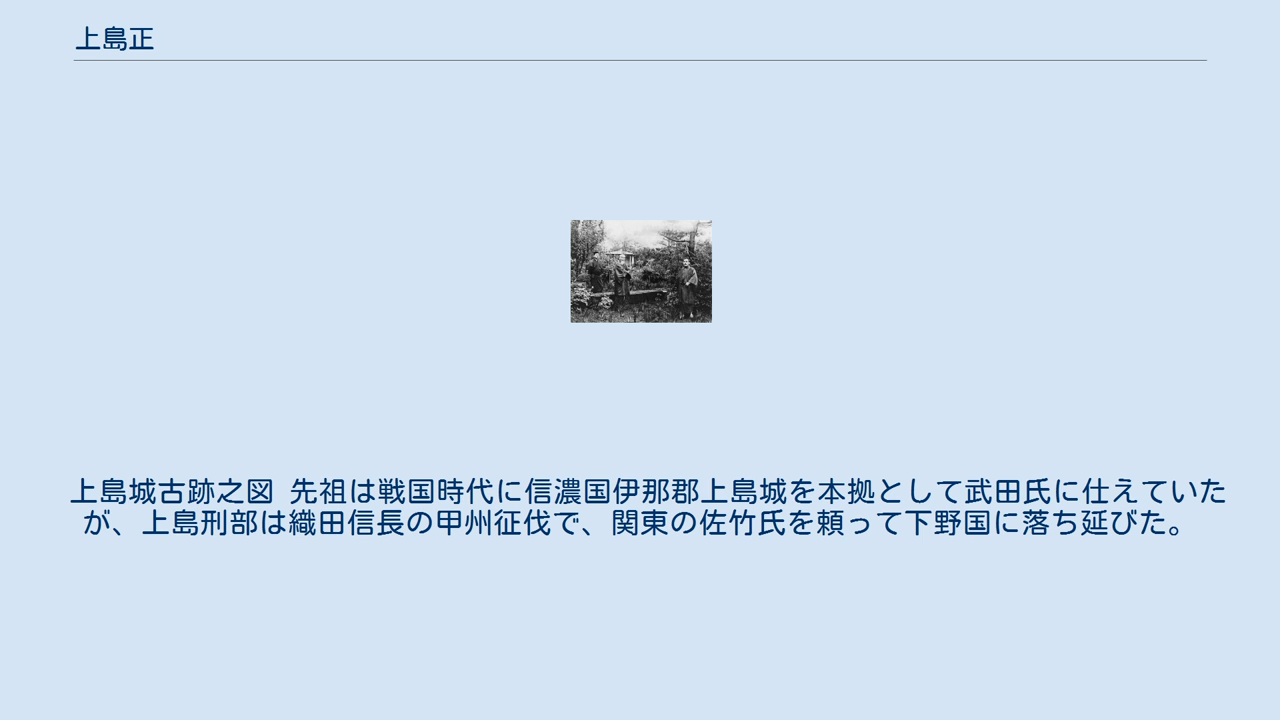 上島正
上島城古跡之図 先祖は戦国時代に信濃国伊那郡上島城を本拠として武田氏に仕えていた
が、上島刑部は織田信長の甲州征伐で、関東の佐竹氏を頼って下野国に落ち延びた。